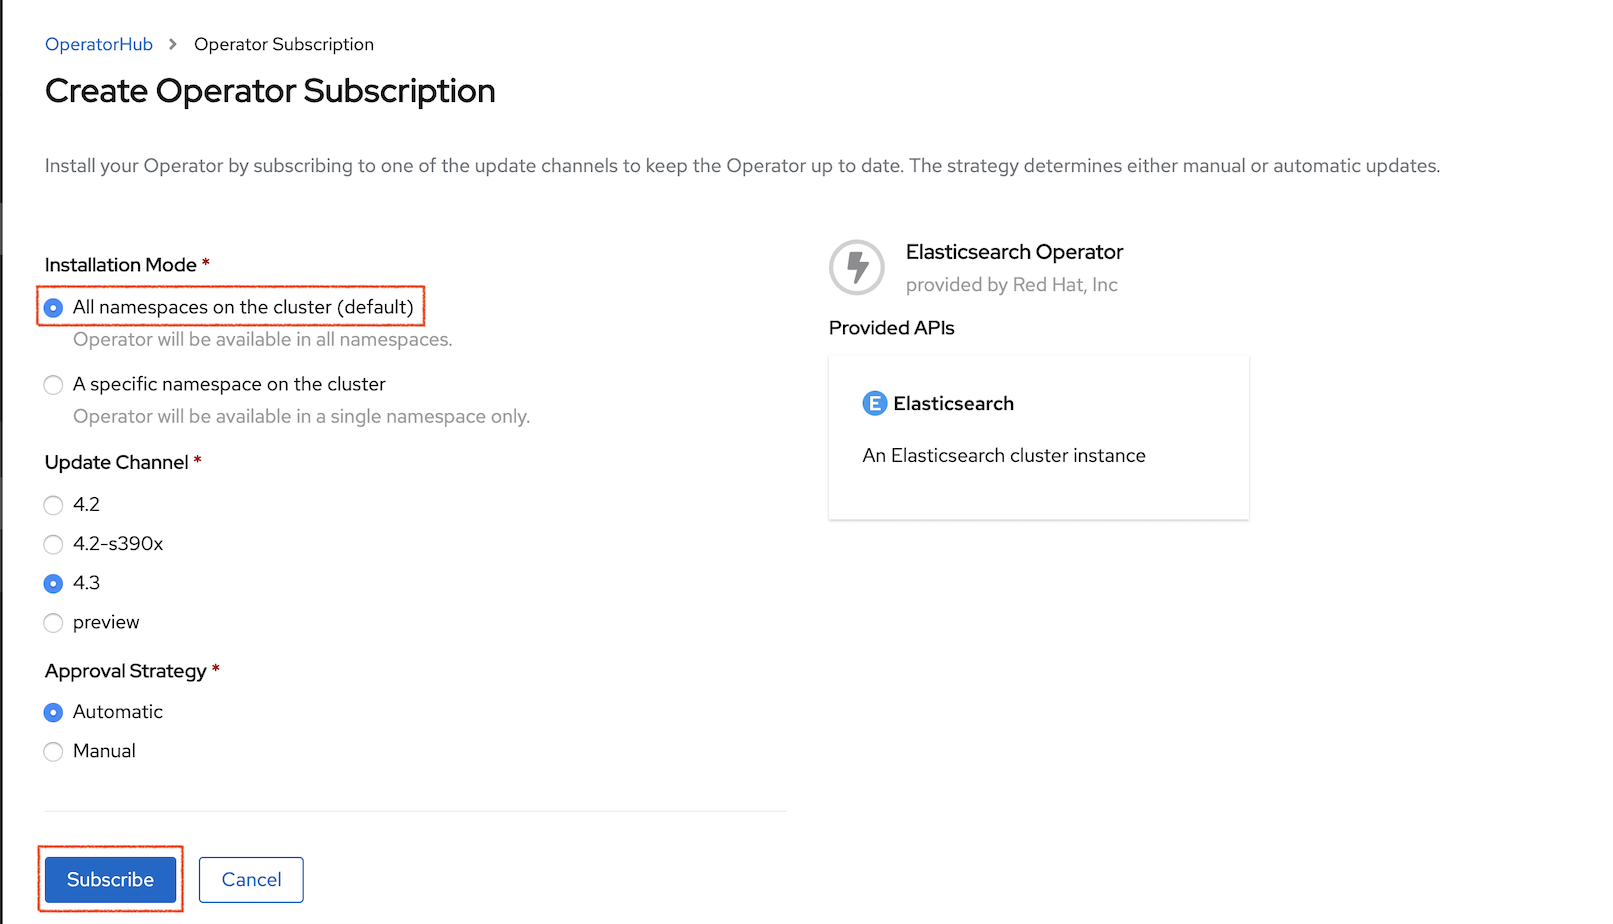 OperatorHub > Operator Subscription
Create Operator Subscription
Install your Operator by subscribing to one of the update channels to keep the Operator up to date. The strategy determines either manual or automatic updates.
Installation Mode *
All namespaces on the cluster (default)
Operator will be available in all namespaces.
A specific namespace on the cluster
Operator will be available in a single namespace only.
Update Channel *
4.2
4.2-s390x
4.3
preview
Approval Strategy *
Automatic
Manual
Subscribe
Cancel
Elasticsearch Operator
provided by Red Hat, Inc
Provided APIs
E Elasticsearch
An Elasticsearch cluster instance